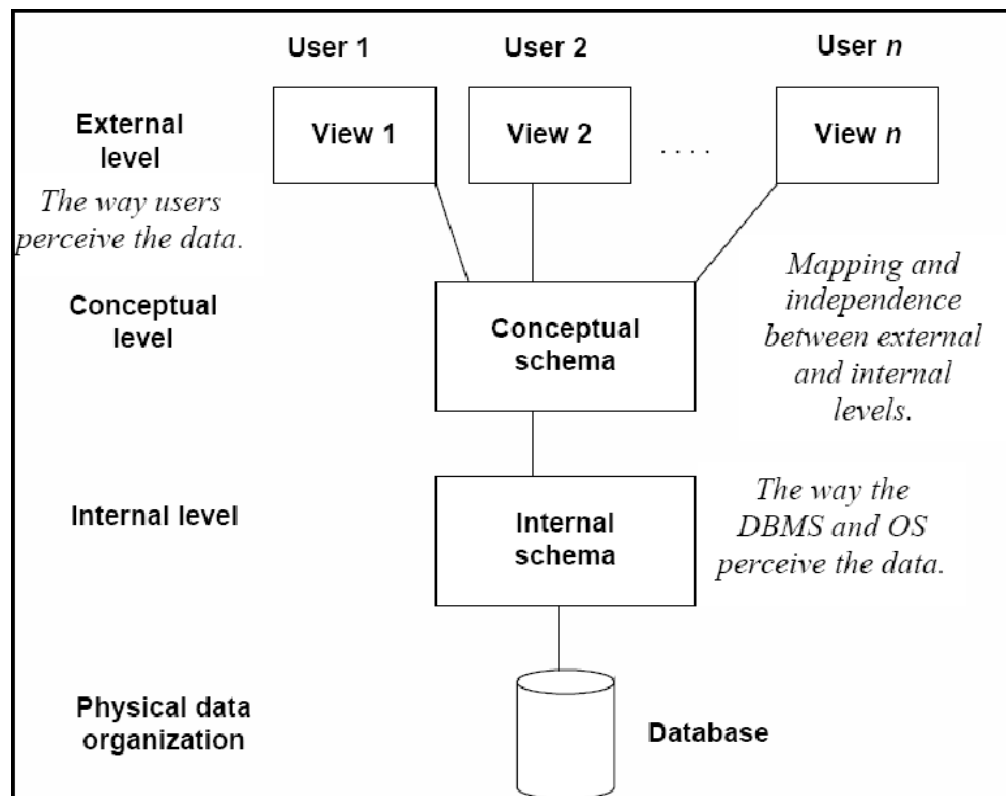 User 1
User 2
User n
External
level
View 1
View 2
. . . .
View n
The way users
perceive the data.
Conceptual
level
Conceptual
schema
Mapping and
independence
between external
and internal
levels.
Internal level
Internal
schema
The way the
DBMS and OS
perceive the data.
Physical data
organization
Database